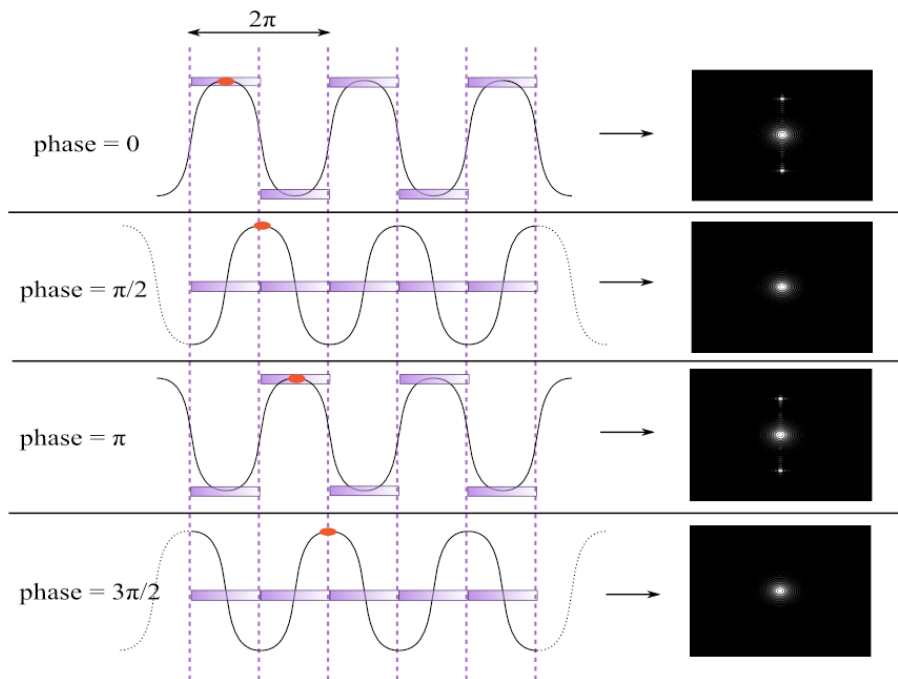 2π
phase = 0
phase = π/2
phase = π
phase = 3π/2